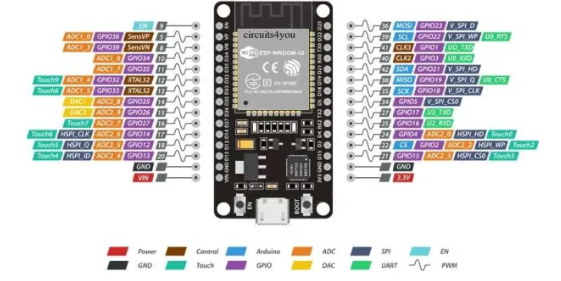 EN 9
ADC1_0 GPIO36 SensVP 5
ADC1_3 GPIO39 SensVN 8
ADC1_6 GPIO34 10
ADC1_7 GPIO35 11
Touch9 ADC1_4 GPIO32 XTAL32 12
Touch8 ADC1_5 GPIO33 XTAL32 13
DAC1 ADC2_8 GPIO25 14
DAC2 ADC2_9 GPIO26 15
Touch7 ADC2_7 GPIO27 16
Touch6 HSPI_CLK ADC2_6 GPIO14 17
Touch5 HSPI_Q ADC2_5 GPIO12 18
Touch4 HSPI_ID ADC2_4 GPIO13 20
GND
VIN
circuits4you
WiFi ESP-WROOM-32
EN
BOOT
36 MOSI GPIO23 V_SPI_D
39 SCL GPIO22 V_SPI_WP U0_RTS
41 CLK3 GPIO1 U0_TXD
40 CLK2 GPIO3 U0_RXD
42 SDA GPIO21 V_SPI_HD
38 MISO GPIO19 V_SPI_Q U0_CTS
35 SCK GPIO18 V_SPI_CLK
34 GPIO5 V_SPI_CS0
27 GPIO17 U2_TXD
25 GPIO16 U2_RXD
24 GPIO4 ADC2_0 HSPI_HD Touch0
22 CS GPIO2 ADC2_2 HSPI_WP Touch2
21 GPIO15 ADC2_3 HSPI_CS0 Touch3
GND
3.3V
Power Control Arduino ADC SPI EN
GND Touch GPIO DAC UART PWM